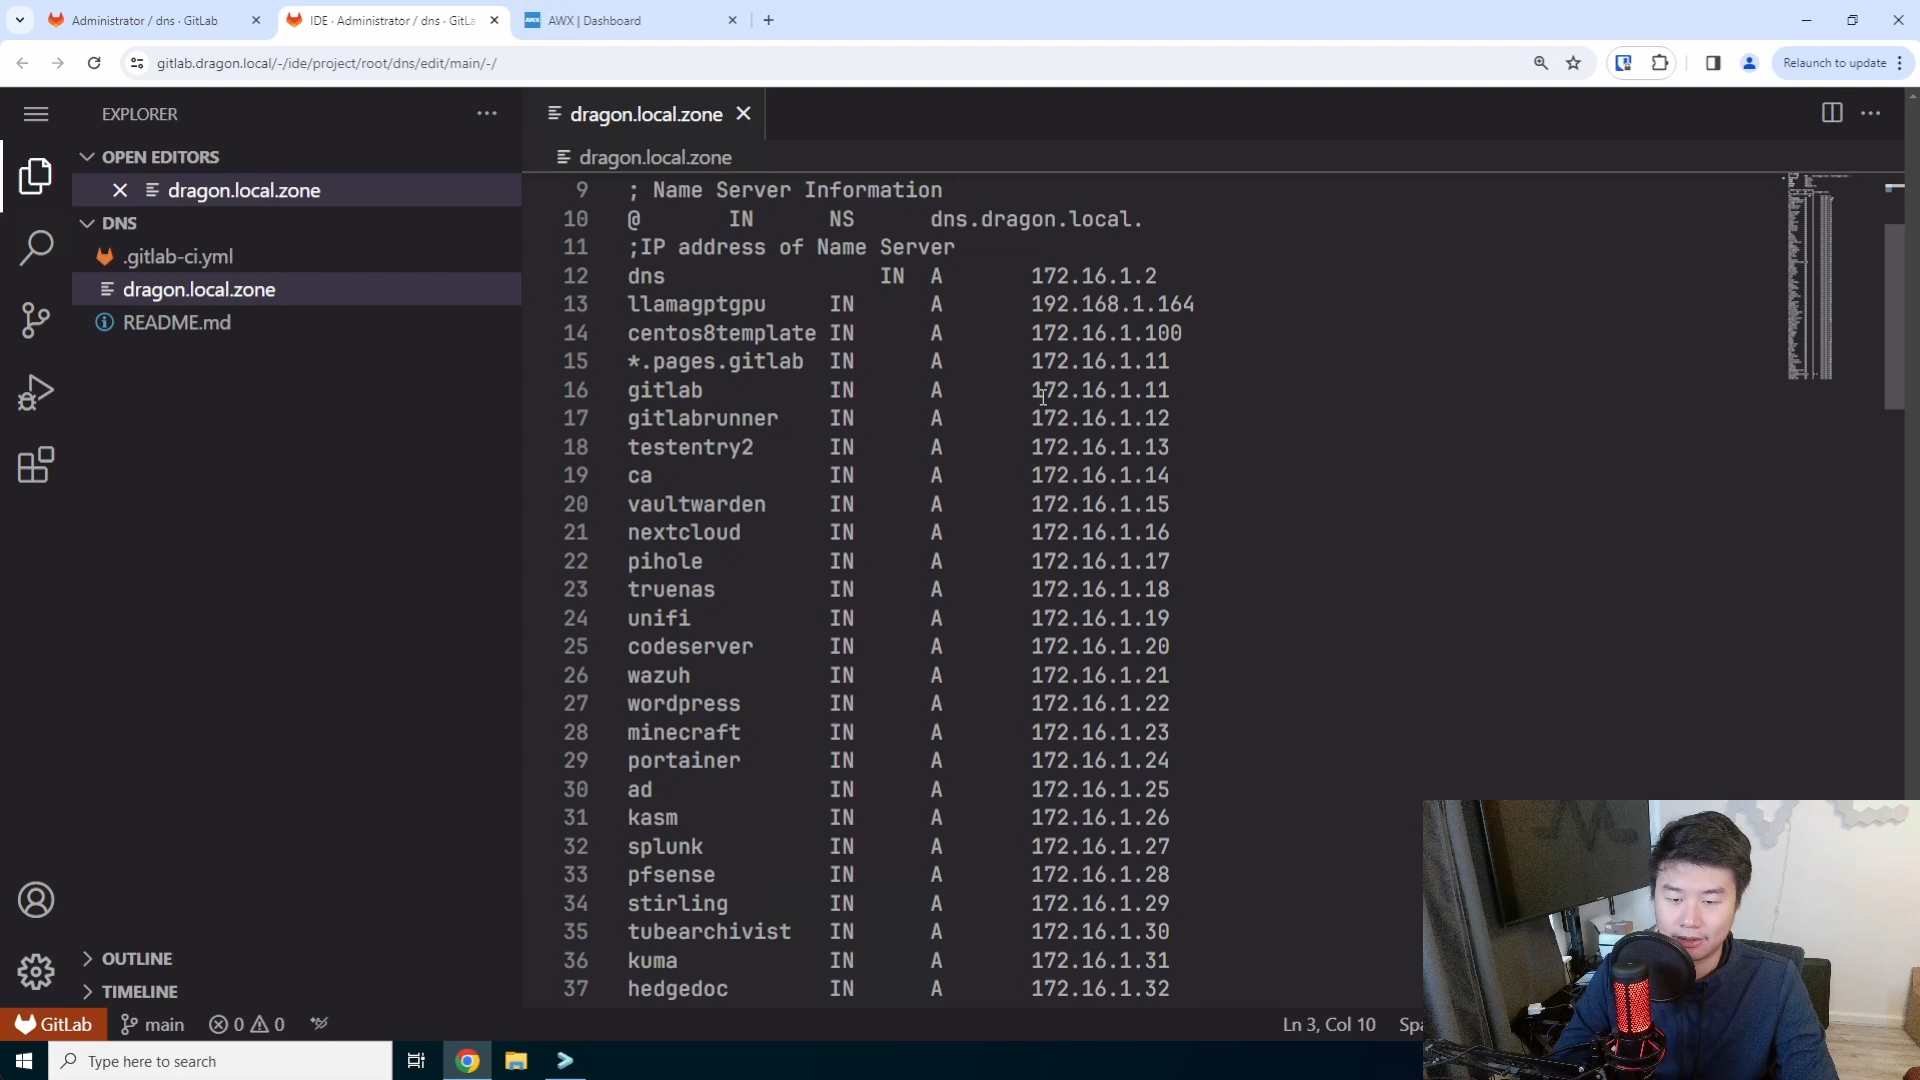 Administrator / dns · GitLab
IDE · Administrator / dns · GitLa
AWX | Dashboard
gitlab.dragon.local/-/ide/project/root/dns/edit/main/-/
Relaunch to update
EXPLORER
OPEN EDITORS
dragon.local.zone
DNS
.gitlab-ci.yml
dragon.local.zone
README.md
OUTLINE
TIMELINE
dragon.local.zone
dragon.local.zone
9 ; Name Server Information
10 @ IN NS dns.dragon.local.
11 ;IP address of Name Server
12 dns IN A 172.16.1.2
13 llamagptgpu IN A 192.168.1.164
14 centos8template IN A 172.16.1.100
15 *.pages.gitlab IN A 172.16.1.11
16 gitlab IN A 172.16.1.11
17 gitlabrunner IN A 172.16.1.12
18 testentry2 IN A 172.16.1.13
19 ca IN A 172.16.1.14
20 vaultwarden IN A 172.16.1.15
21 nextcloud IN A 172.16.1.16
22 pihole IN A 172.16.1.17
23 truenas IN A 172.16.1.18
24 unifi IN A 172.16.1.19
25 codeserver IN A 172.16.1.20
26 wazuh IN A 172.16.1.21
27 wordpress IN A 172.16.1.22
28 minecraft IN A 172.16.1.23
29 portainer IN A 172.16.1.24
30 ad IN A 172.16.1.25
31 kasm IN A 172.16.1.26
32 splunk IN A 172.16.1.27
33 pfsense IN A 172.16.1.28
34 stirling IN A 172.16.1.29
35 tubearchivist IN A 172.16.1.30
36 kuma IN A 172.16.1.31
37 hedgedoc IN A 172.16.1.32
GitLab main 0 0 Ln 3, Col 10 Spa
Type here to search